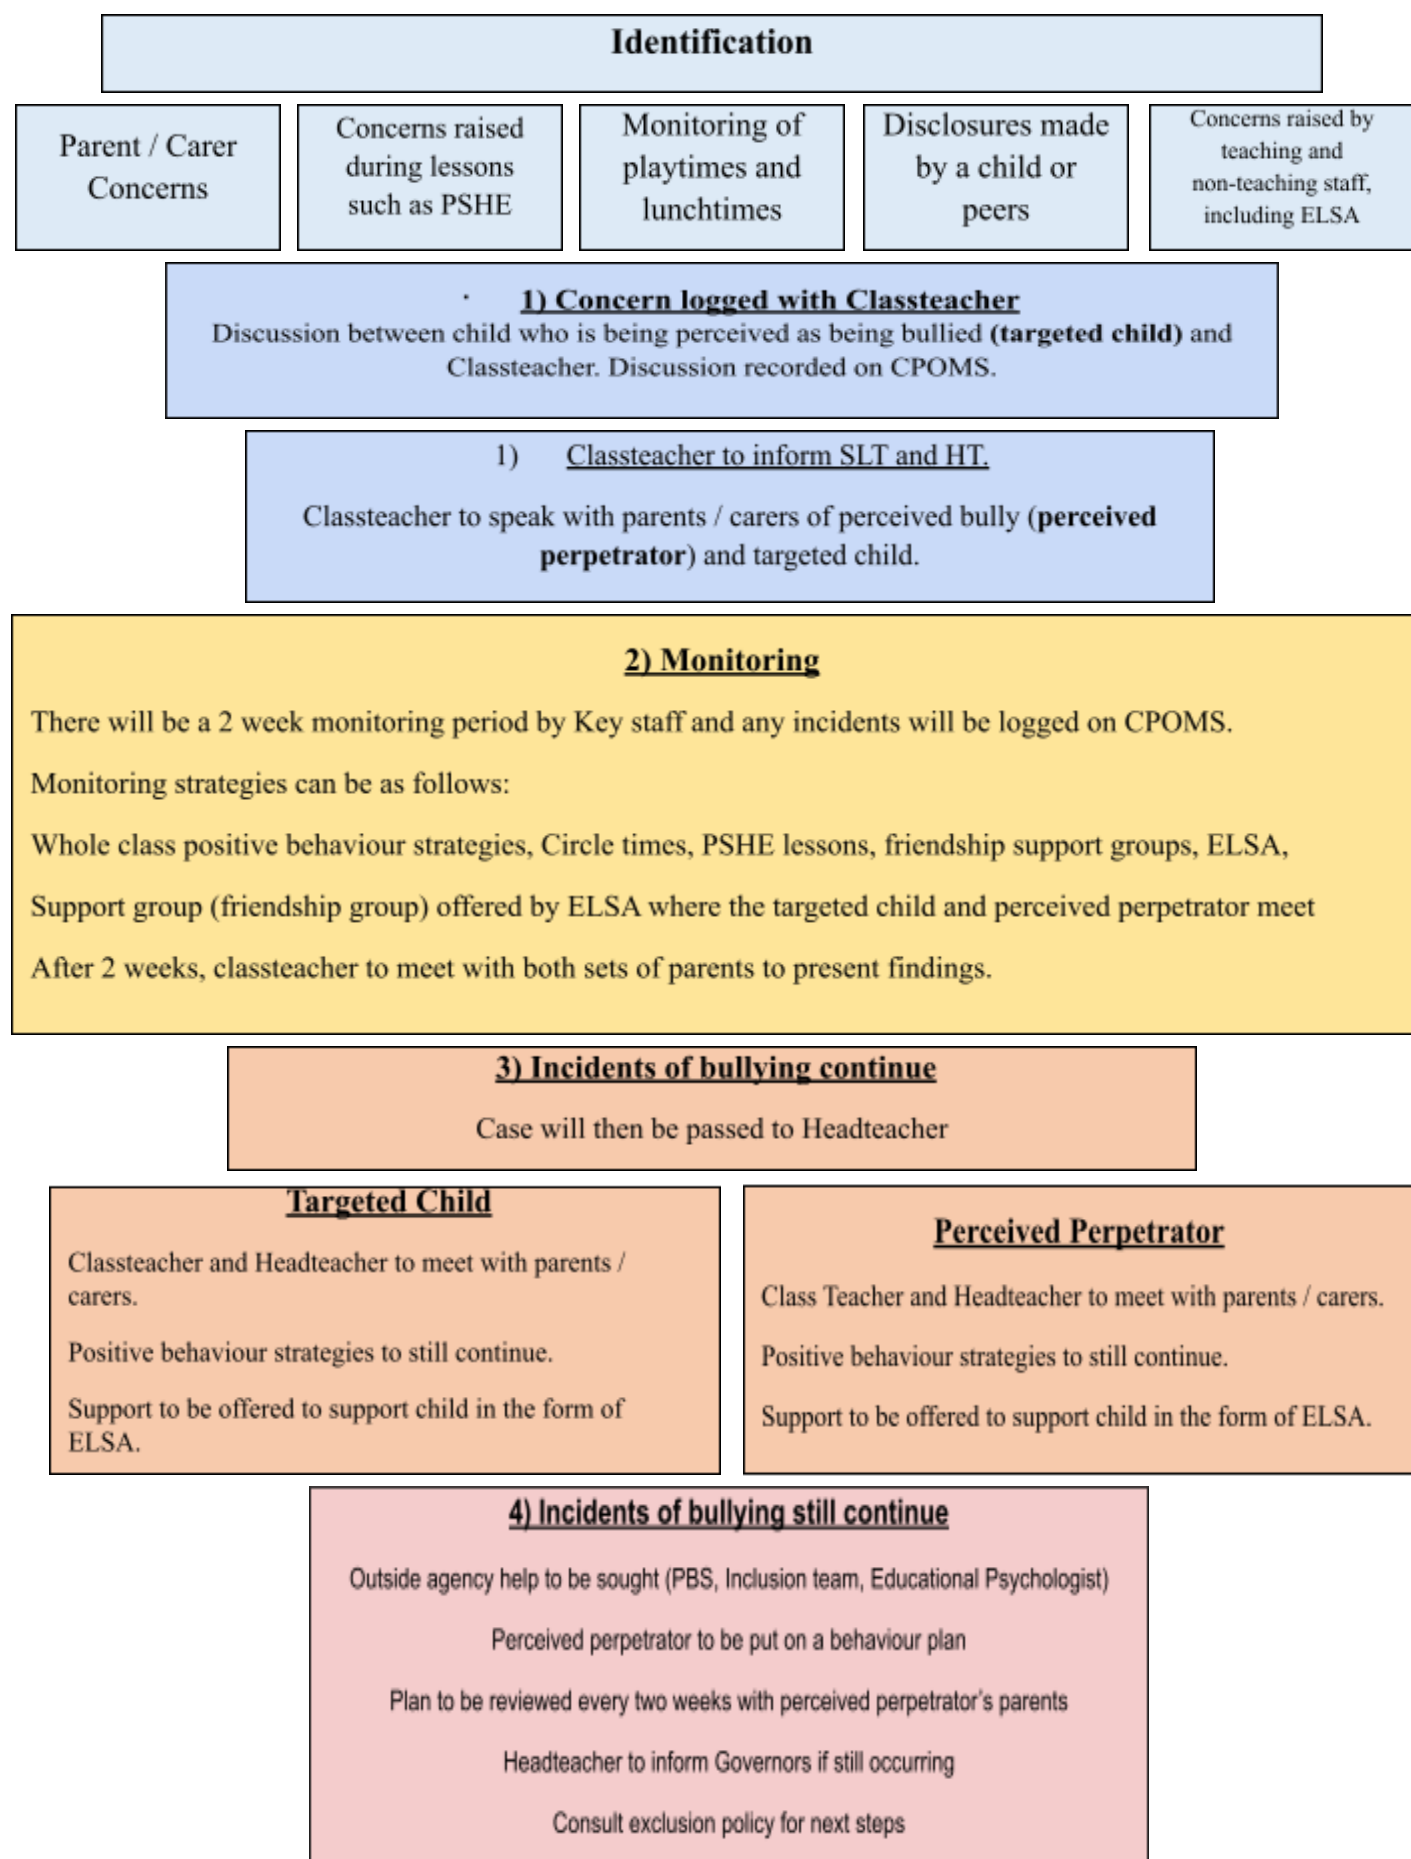 Identification
Parent / Carer
Concerns
Concerns raised
during lessons
such as PSHE
Monitoring of
playtimes and
lunchtimes
Disclosures made
by a child or
peers
Concerns raised by
teaching and
non-teaching staff,
including ELSA
· 1) Concern logged with Classteacher
Discussion between child who is being perceived as being bullied (targeted child) and
Classteacher. Discussion recorded on CPOMS.
1) Classteacher to inform SLT and HT.
Classteacher to speak with parents / carers of perceived bully (perceived
perpetrator) and targeted child.
2) Monitoring
There will be a 2 week monitoring period by Key staff and any incidents will be logged on CPOMS.
Monitoring strategies can be as follows:
Whole class positive behaviour strategies, Circle times, PSHE lessons, friendship support groups, ELSA,
Support group (friendship group) offered by ELSA where the targeted child and perceived perpetrator meet
After 2 weeks, classteacher to meet with both sets of parents to present findings.
3) Incidents of bullying continue
Case will then be passed to Headteacher
Targeted Child
Classteacher and Headteacher to meet with parents /
carers.
Positive behaviour strategies to still continue.
Support to be offered to support child in the form of
ELSA.
Perceived Perpetrator
Class Teacher and Headteacher to meet with parents / carers.
Positive behaviour strategies to still continue.
Support to be offered to support child in the form of ELSA.
4) Incidents of bullying still continue
Outside agency help to be sought (PBS, Inclusion team, Educational Psychologist)
Perceived perpetrator to be put on a behaviour plan
Plan to be reviewed every two weeks with perceived perpetrator's parents
Headteacher to inform Governors if still occurring
Consult exclusion policy for next steps